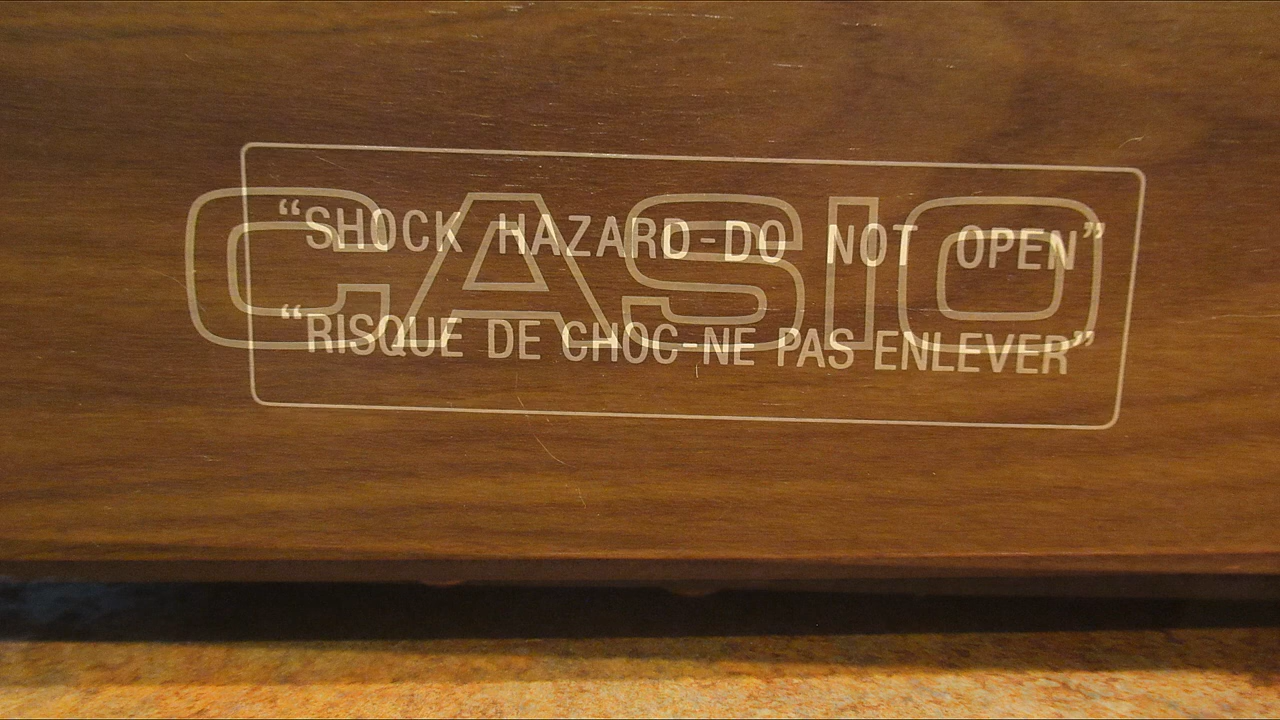 CASIO
“SHOCK HAZARD-DO NOT OPEN”
“RISQUE DE CHOC-NE PAS ENLEVER”